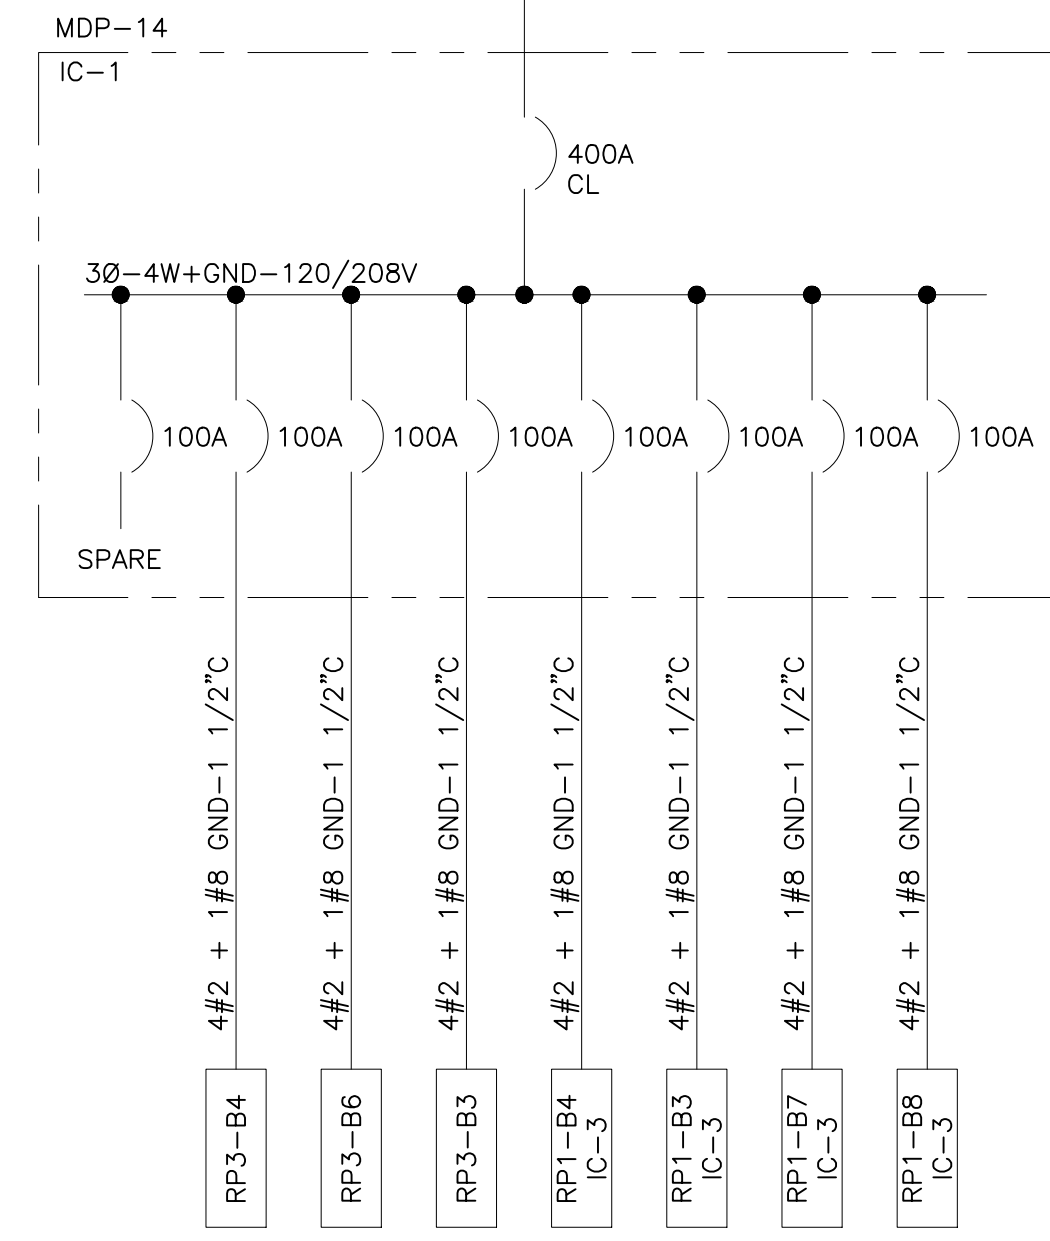 MDP-14
IC-1
400A
CL
3Ø-4W+GND-120/208V
100A
100A
100A
100A
100A
100A
100A
100A
SPARE
4#2 + 1#8 GND-1 1/2"C
4#2 + 1#8 GND-1 1/2"C
4#2 + 1#8 GND-1 1/2"C
4#2 + 1#8 GND-1 1/2"C
4#2 + 1#8 GND-1 1/2"C
4#2 + 1#8 GND-1 1/2"C
4#2 + 1#8 GND-1 1/2"C
RP3-B4
RP3-B6
RP3-B3
RP1-B4
IC-3
RP1-B3
IC-3
RP1-B7
IC-3
RP1-B8
IC-3